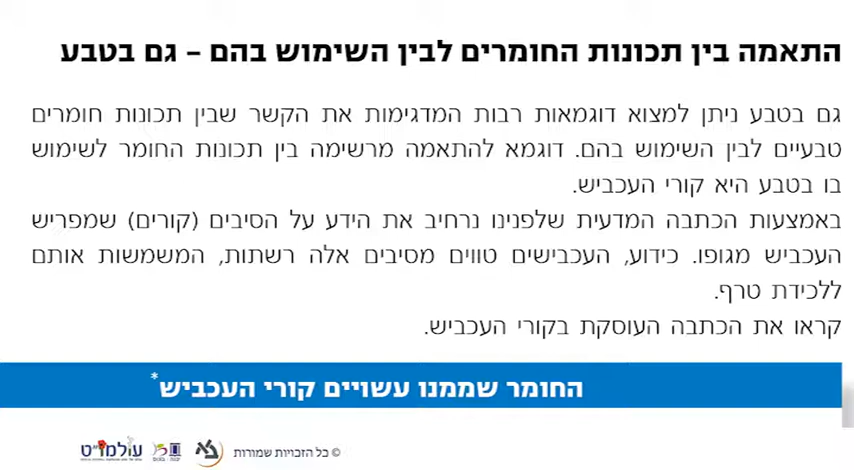 התאמה בין תכונות החומרים לבין השימוש בהם – גם בטבע
גם בטבע ניתן למצוא דוגמאות רבות המדגימות את הקשר שבין תכונות חומרים
טבעיים לבין השימוש בהם. דוגמא להתאמה מרשימה בין תכונות החומר לשימוש
בו בטבע היא קורי העכביש.
באמצעות הכתבה המדעית שלפנינו נרחיב את הידע על הסיבים (קורים) שמפריש
העכביש מגופו. כידוע, העכבישים טווים מסיבים אלה רשתות, המשמשות אותם
ללכידת טרף.
קראו את הכתבה העוסקת בקורי העכביש.
החומר שממנו עשויים קורי העכביש*
© כל הזכויות שמורות
עולמו"ט